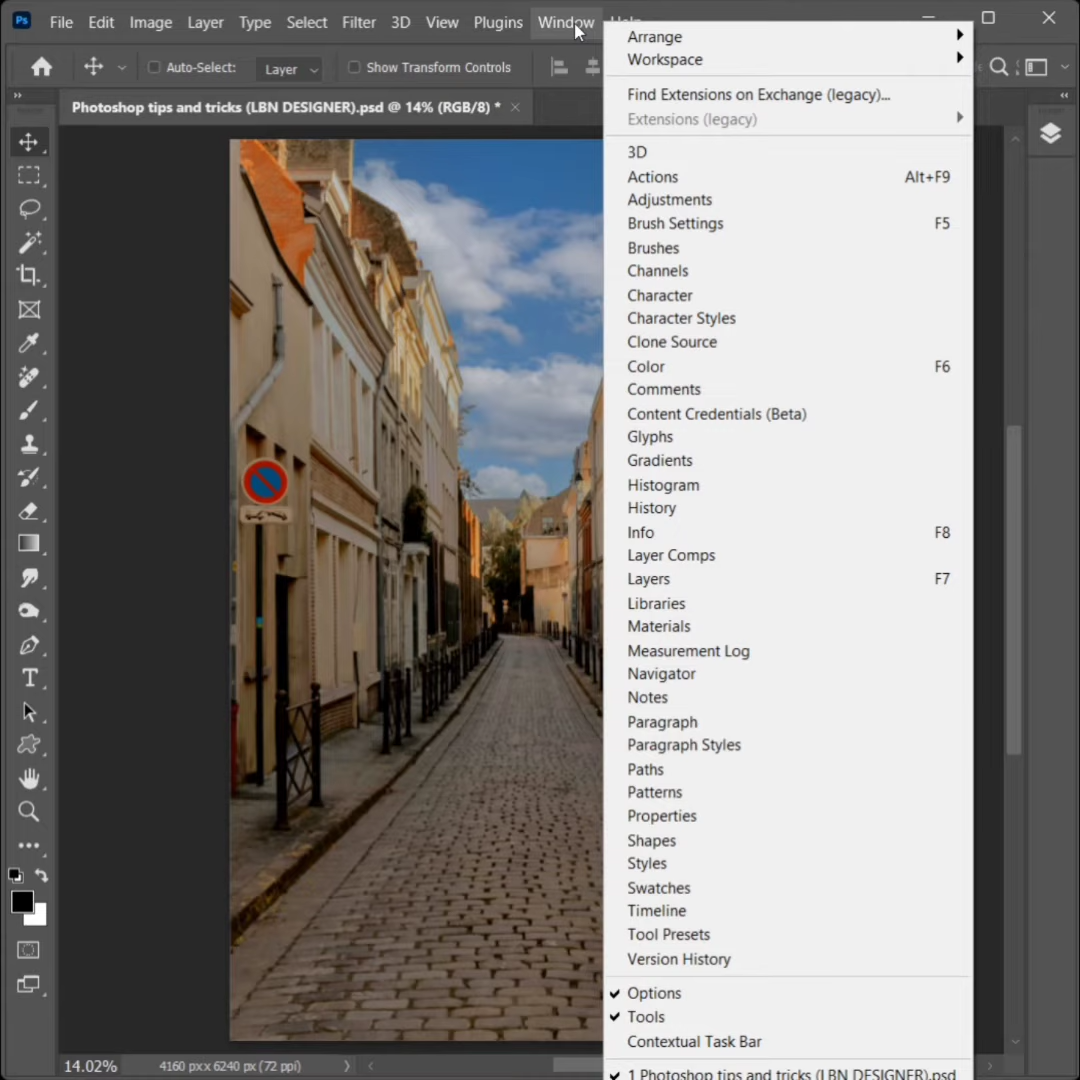 Ps File Edit Image Layer Type Select Filter 3D View Plugins Window Help
Auto-Select: Layer Show Transform Controls
Photoshop tips and tricks (LBN DESIGNER).psd @ 14% (RGB/8) *
Arrange
Workspace
Find Extensions on Exchange (legacy)...
Extensions (legacy)
3D
Actions Alt+F9
Adjustments
Brush Settings F5
Brushes
Channels
Character
Character Styles
Clone Source
Color F6
Comments
Content Credentials (Beta)
Glyphs
Gradients
Histogram
History
Info F8
Layer Comps
Layers F7
Libraries
Materials
Measurement Log
Navigator
Notes
Paragraph
Paragraph Styles
Paths
Patterns
Properties
Shapes
Styles
Swatches
Timeline
Tool Presets
Version History
Options
Tools
Contextual Task Bar
1 Photoshop tips and tricks (LBN DESIGNER).psd
14.02% 4160 px x 6240 px (72 ppi)